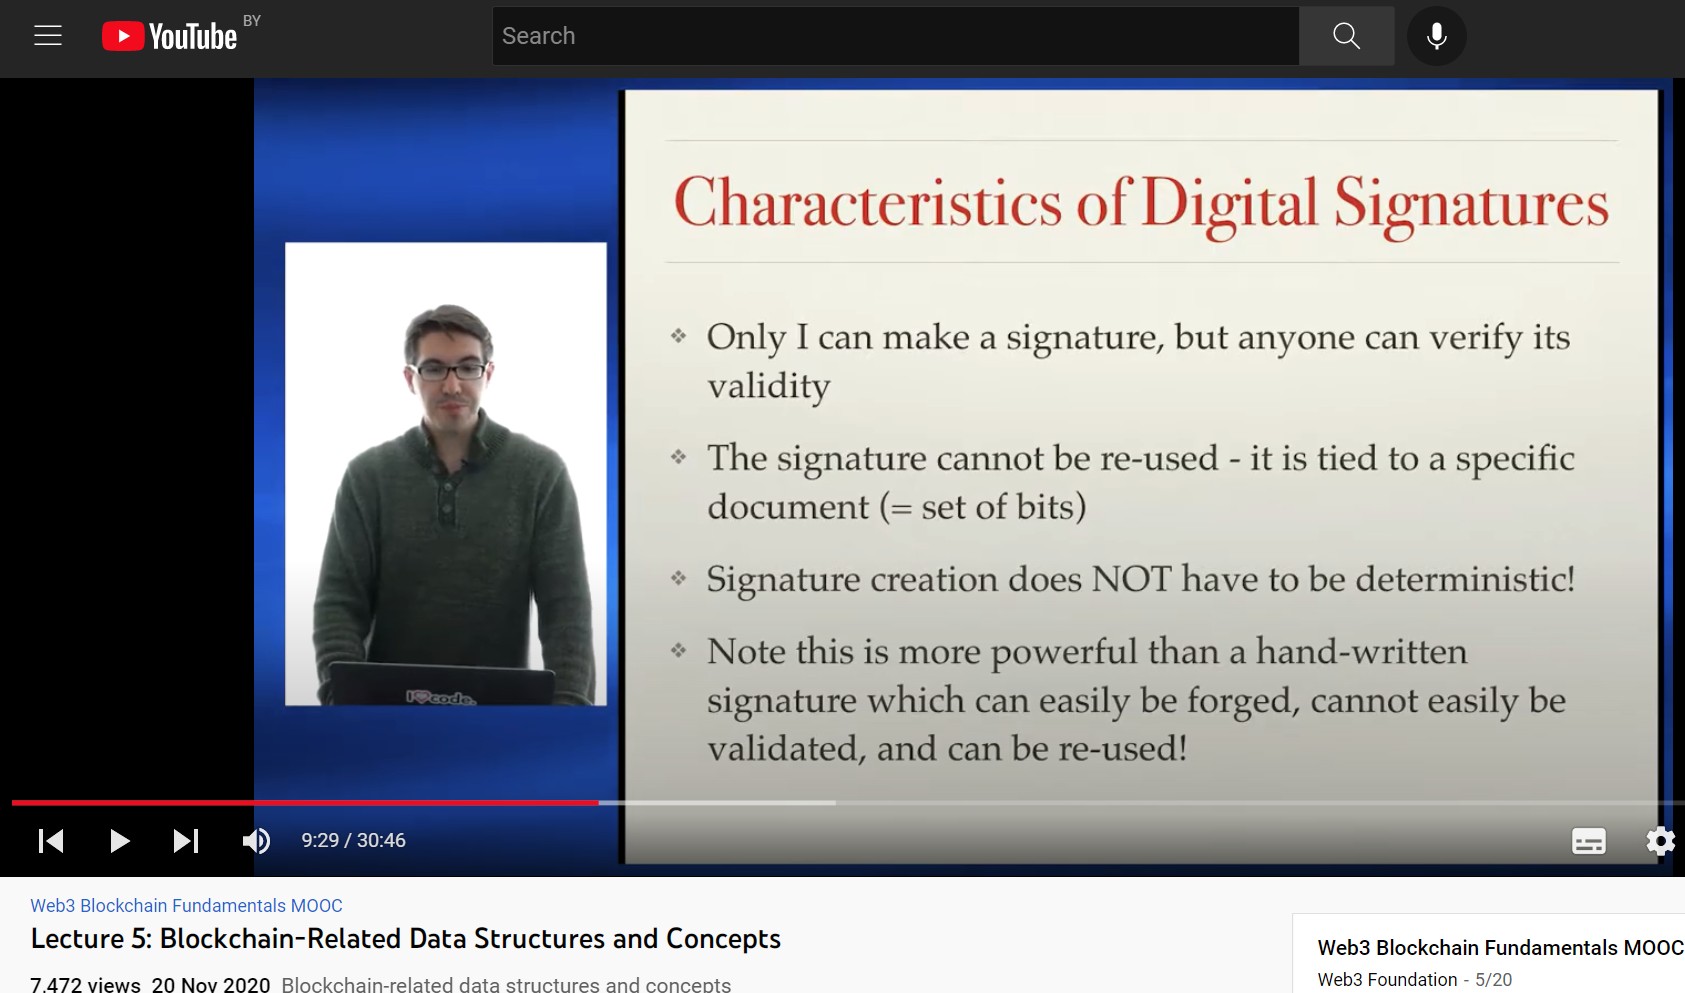 YouTube BY
Search
Characteristics of Digital Signatures
❖ Only I can make a signature, but anyone can verify its
validity
❖ The signature cannot be re-used - it is tied to a specific
document (= set of bits)
❖ Signature creation does NOT have to be deterministic!
❖ Note this is more powerful than a hand-written
signature which can easily be forged, cannot easily be
validated, and can be re-used!
I ❤ code.
9:29 / 30:46
Web3 Blockchain Fundamentals MOOC
Lecture 5: Blockchain-Related Data Structures and Concepts
7,472 views 20 Nov 2020 Blockchain-related data structures and concepts
Web3 Blockchain Fundamentals MOOC
Web3 Foundation - 5/20